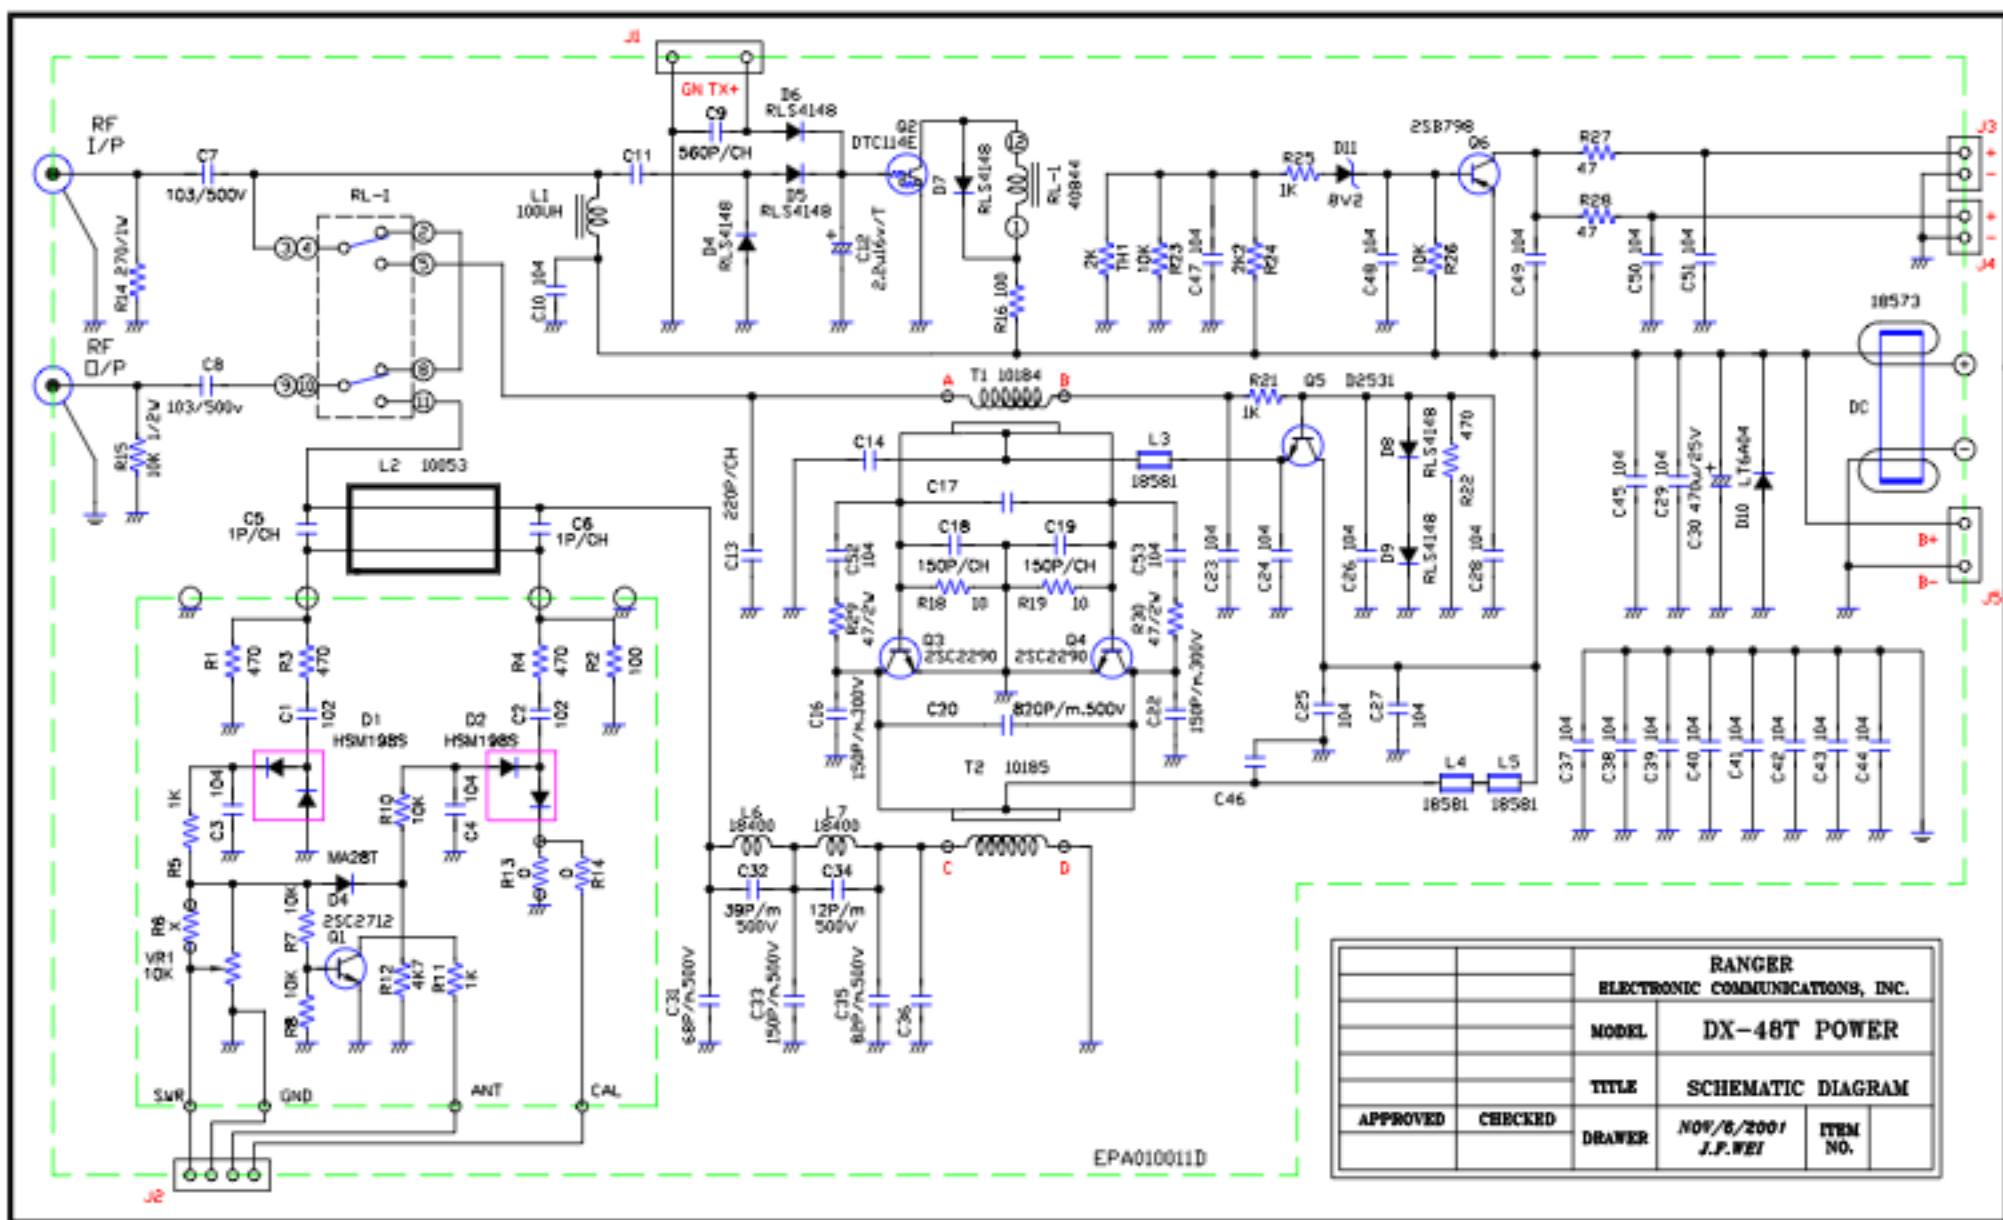 J1
GN TX+
C9
560P/CH
D6
RLS4148
D5
RLS4148
Q2
DTC114E
D7
RLS4148
12
1
RL-1
40844
R16 100
RF
I/P
C7
103/500V
R14 270/1W
RL-1
3 4
2
5
8
9 10
11
L1
100UH
C10 104
C11
D4
RLS4148
C12
2.2u16v/T
2K
TH1
10K
R23
C47 104
2K2
R24
R25
1K
D11
8V2
C48 104
10K
R26
2SB798
Q6
C49 104
R27
47
R28
47
C50 104
C51 104
J3
+
-
+
-
J4
18573
DC
+
-
B+
B-
J5
RF
O/P
C8
103/500v
R15
10K 1/2W
L2 10053
C5
1P/CH
C6
1P/CH
220P/CH
C13
A
T1 10184
B
C14
L3
18581
C17
C18
150P/CH
C19
150P/CH
R18 10
R19 10
C52
104
R29
47/2W
C53
104
R30
47/2W
Q3
2SC2290
Q4
2SC2290
C16
150P/m.300V
C22
150P/m.300V
C20
820P/m.500V
T2 10185
R21
1K
Q5 D2531
C23 104
C24 104
C26 104
D8
RLS4148
D9
RLS4148
470
R22
C28 104
C25
104
C27
104
C46
L4
18581
L5
18581
C45 104
C29 104
C30 470u/25V
D10 LT6A04
C37 104
C38 104
C39 104
C40 104
C41 104
C42 104
C43 104
C44 104
R1
470
R3
470
R4
470
R2
100
C1
102
C2
102
D1
HSM198S
D2
HSM198S
1K
R5
104
C3
R10
10K
104
C4
MA28T
D4
R6
X
VR1
10K
10K
R7
10K
R8
2SC2712
Q1
R12
4K7
R11
1K
R13
0
0
R14
SWR
GND
ANT
CAL
J2
L6
18400
L7
18400
C32
39P/m
500V
C34
12P/m
500V
C31
68P/m.500V
C33
150P/m.500V
C35
82P/m.500V
C36
C
D
EPA010011D
RANGER
ELECTRONIC COMMUNICATIONS, INC.
MODEL DX-48T POWER
TITLE SCHEMATIC DIAGRAM
APPROVED CHECKED
DRAWER NOV/6/2001
J.F.WEI
ITEM
NO.